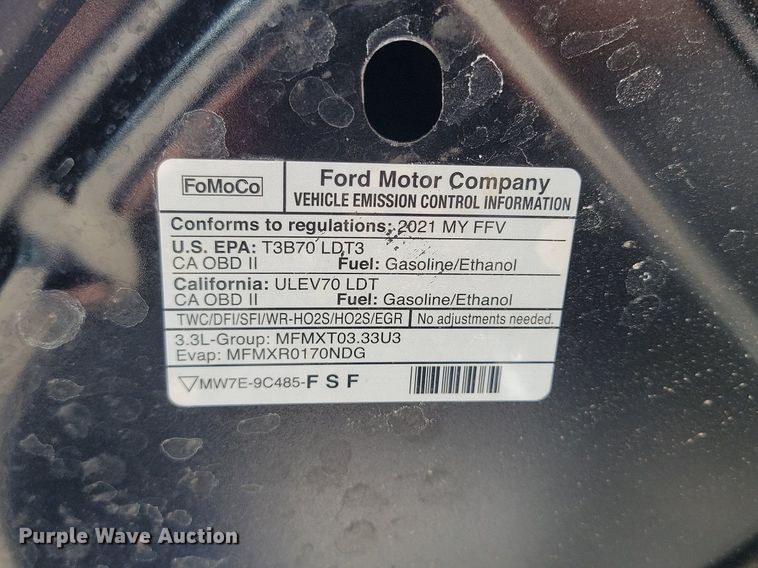 FoMoCo
Ford Motor Company
VEHICLE EMISSION CONTROL INFORMATION
Conforms to regulations: 2021 MY FFV
U.S. EPA: T3B70 LDT3
CA OBD II Fuel: Gasoline/Ethanol
California: ULEV70 LDT
CA OBD II Fuel: Gasoline/Ethanol
TWC/DFI/SFI/WR-HO2S/HO2S/EGR No adjustments needed.
3.3L-Group: MFMXT03.33U3
Evap: MFMXR0170NDG
MW7E-9C485-F S F
Purple Wave Auction